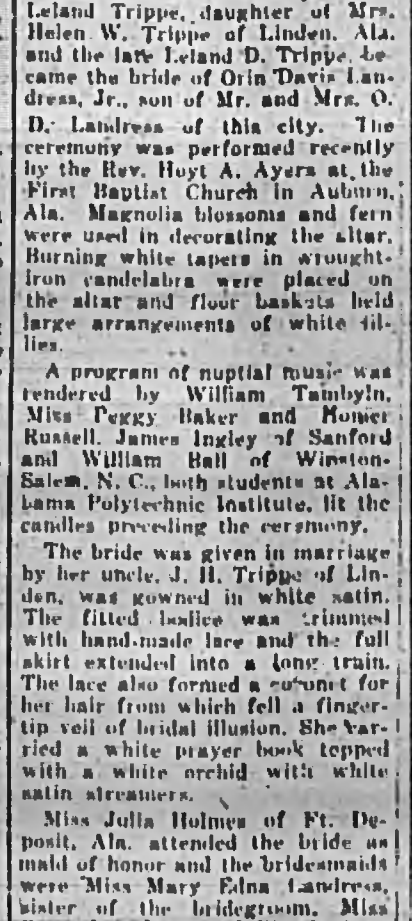 Leland Trippe, daughter of Mrs.
Helen W. Trippe of Linden, Ala.
and the late Leland D. Trippe, be-
came the bride of Orin Davis Lan-
dress, Jr., son of Mr. and Mrs. O.
D. Landress of this city. The
ceremony was performed recently
by the Rev. Hoyt A. Ayers at the
First Baptist Church in Auburn,
Ala. Magnolia blossoms and fern
were used in decorating the altar.
Burning white tapers in wrought-
iron candelabra were placed on
the altar and floor baskets held
large arrangements of white lil-
lies.
A program of nuptial music was
rendered by William Tamblyn,
Miss Peggy Baker and Homer
Russell. James Ingley of Sanford
and William Ball of Winston-
Salem, N. C., both students at Ala-
bama Polytechnic Institute, lit the
candles preceding the ceremony.
The bride was given in marriage
by her uncle, J. H. Trippe of Lin-
den, was gowned in white satin.
The fitted bodice was trimmed
with hand-made lace and the full
skirt extended into a long train.
The lace also formed a coronet for
her hair from which fell a finger-
tip veil of bridal illusion. She car-
ried a white prayer book topped
with a white orchid with white
satin streamers.
Miss Julia Holmes of Ft. De-
posit, Ala. attended the bride as
maid of honor and the bridesmaids
were Miss Mary Edna Landress,
sister of the bridegroom, Miss